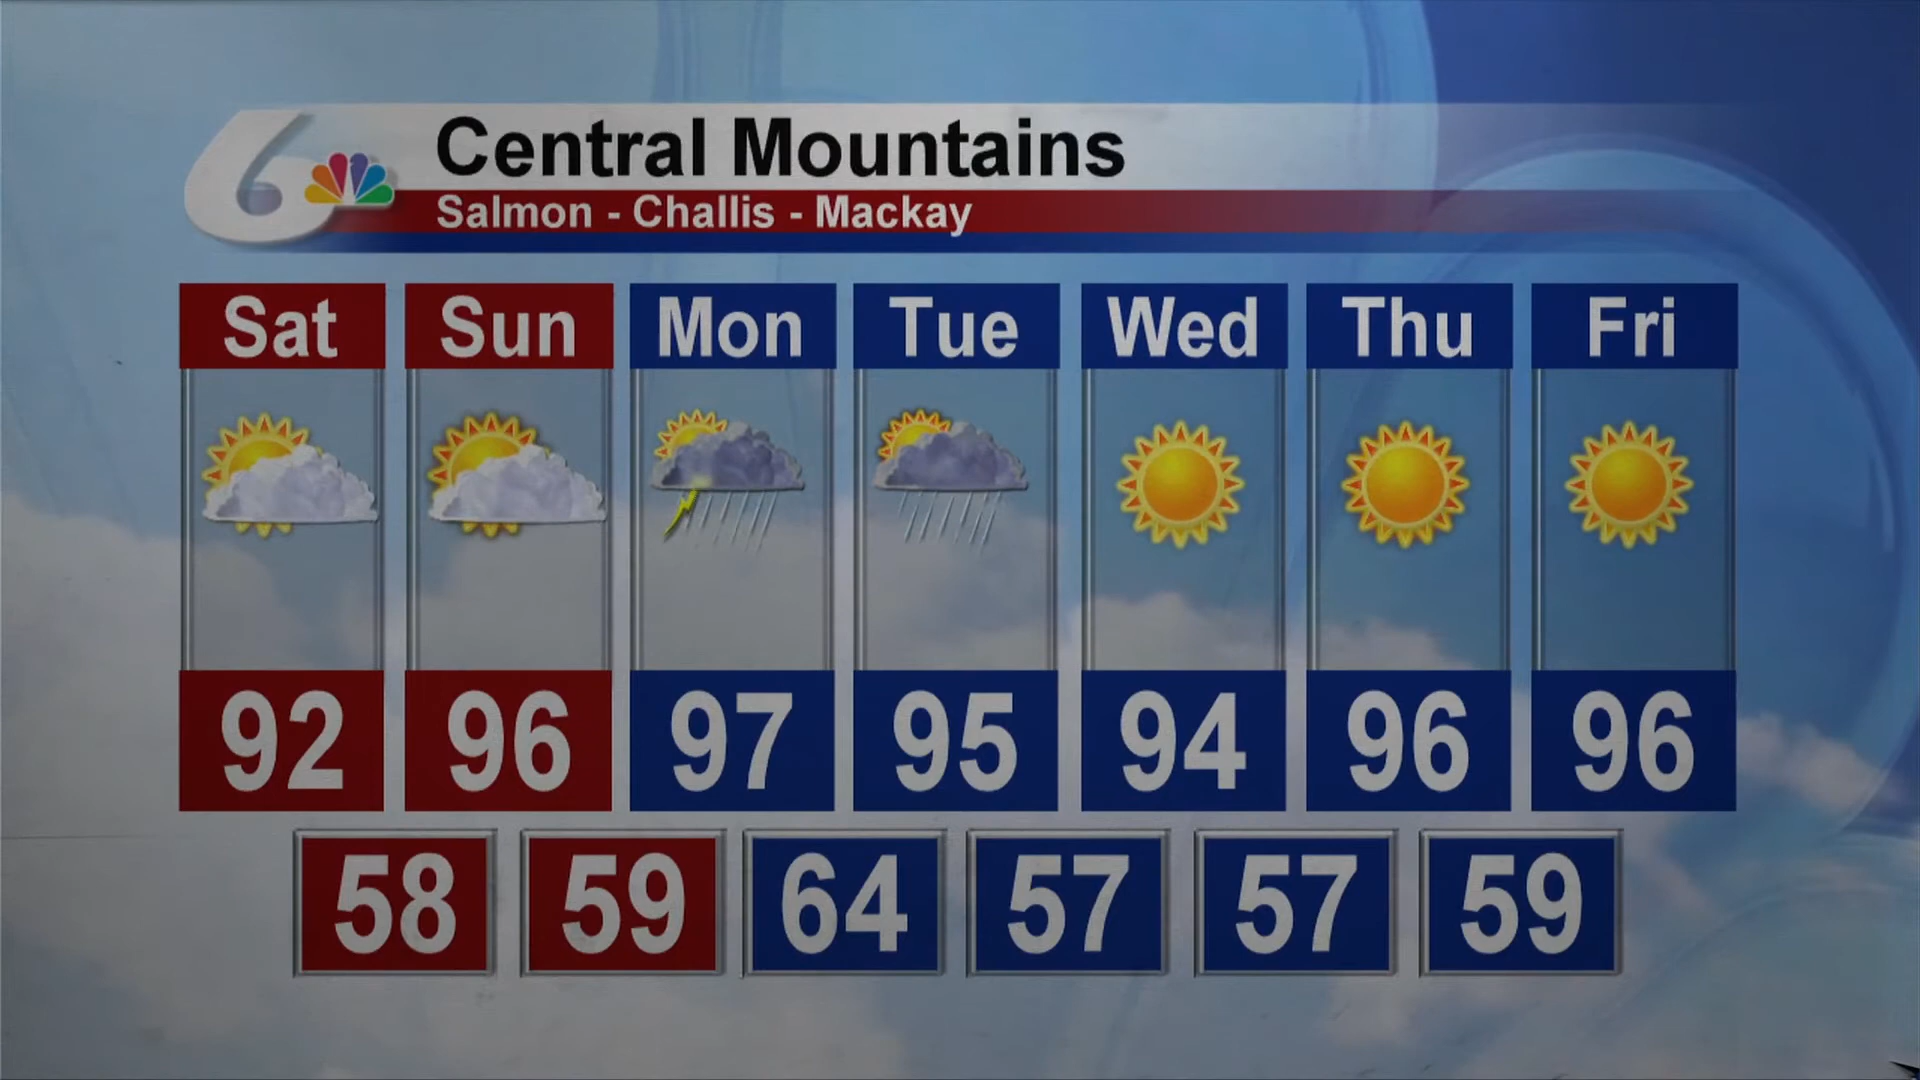 6
Central Mountains
Salmon - Challis - Mackay
Sat Sun Mon Tue Wed Thu Fri
92 96 97 95 94 96 96
58 59 64 57 57 59